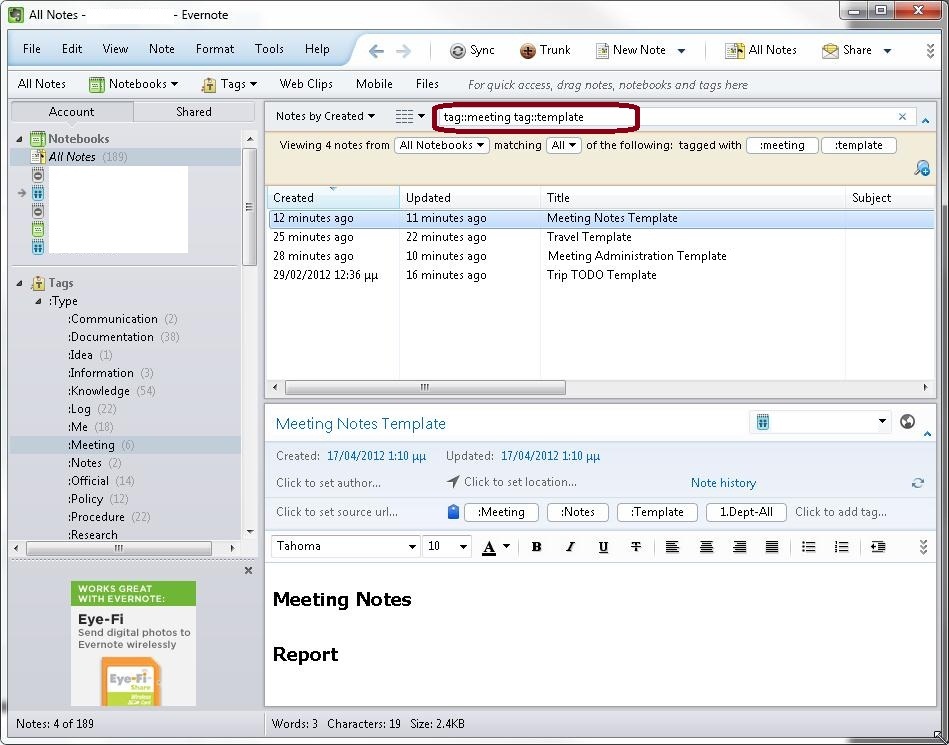 All Notes - - Evernote
File Edit View Note Format Tools Help Sync Trunk New Note All Notes Share
All Notes Notebooks Tags Web Clips Mobile Files For quick access, drag notes, notebooks and tags here
Account Shared
Notebooks
All Notes (189)
Tags
:Type
:Communication (2)
:Documentation (38)
:Idea (1)
:Information (3)
:Knowledge (54)
:Log (22)
:Me (18)
:Meeting (6)
:Notes (2)
:Official (14)
:Policy (12)
:Procedure (22)
:Research
WORKS GREAT
WITH EVERNOTE:
Eye-Fi
Send digital photos to
Evernote wirelessly
Eye-Fi
Share
Notes by Created tag::meeting tag::template
Viewing 4 notes from All Notebooks matching All of the following: tagged with :meeting :template
Created Updated Title Subject
12 minutes ago 11 minutes ago Meeting Notes Template
25 minutes ago 22 minutes ago Travel Template
28 minutes ago 10 minutes ago Meeting Administration Template
29/02/2012 12:36 μμ 16 minutes ago Trip TODO Template
Meeting Notes Template
Created: 17/04/2012 1:10 μμ Updated: 17/04/2012 1:10 μμ
Click to set author... Click to set location... Note history
Click to set source url... :Meeting :Notes :Template 1.Dept-All Click to add tag...
Tahoma 10 A B I U T
Meeting Notes
Report
Notes: 4 of 189 Words: 3 Characters: 19 Size: 2.4KB